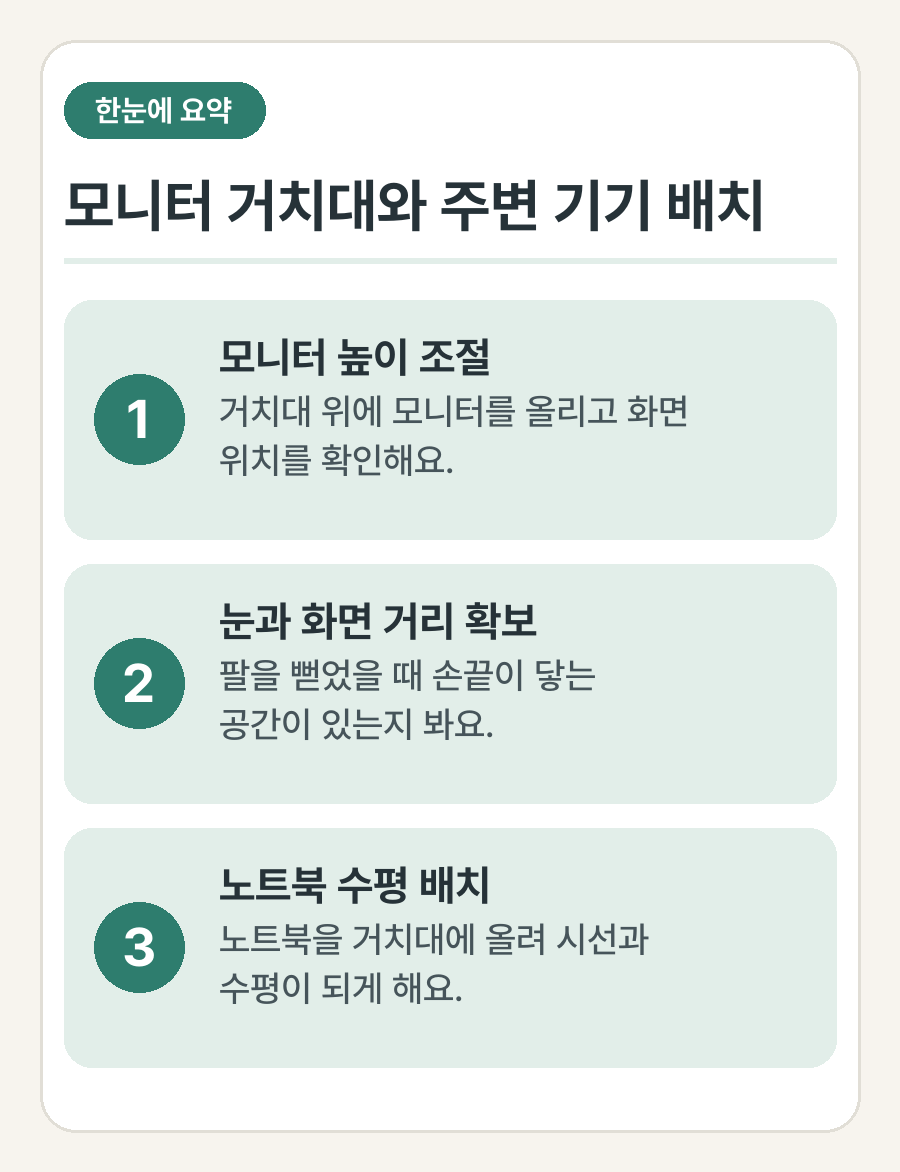 한눈에 요약
모니터 거치대와 주변 기기 배치
1
모니터 높이 조절
거치대 위에 모니터를 올리고 화면
위치를 확인해요.
2
눈과 화면 거리 확보
팔을 뻗었을 때 손끝이 닿는
공간이 있는지 봐요.
3
노트북 수평 배치
노트북을 거치대에 올려 시선과
수평이 되게 해요.